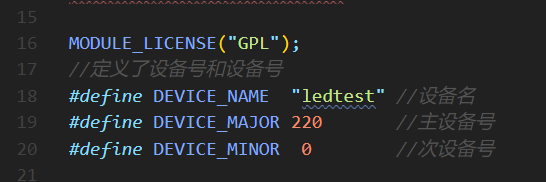 15
16 MODULE_LICENSE("GPL");
17 //定义了设备号和设备号
18 #define DEVICE_NAME  "ledtest" //设备名
19 #define DEVICE_MAJOR 220       //主设备号
20 #define DEVICE_MINOR  0        //次设备号
21